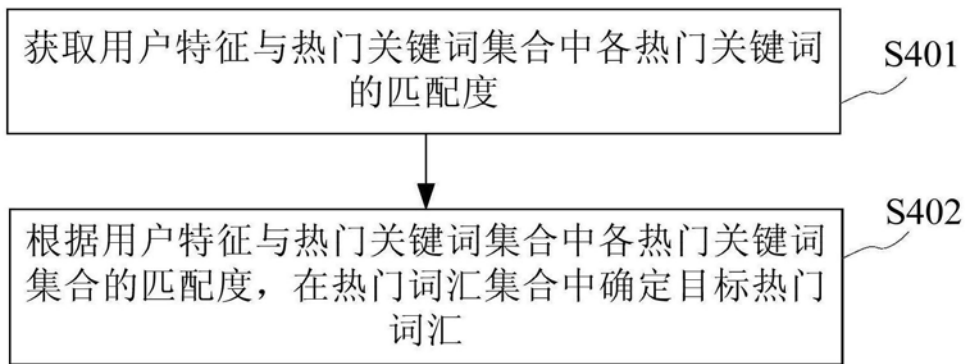 获取用户特征与热门关键词集合中各热门关键词
的匹配度
S401
根据用户特征与热门关键词集合中各热门关键词
集合的匹配度，在热门词汇集合中确定目标热门
词汇
S402